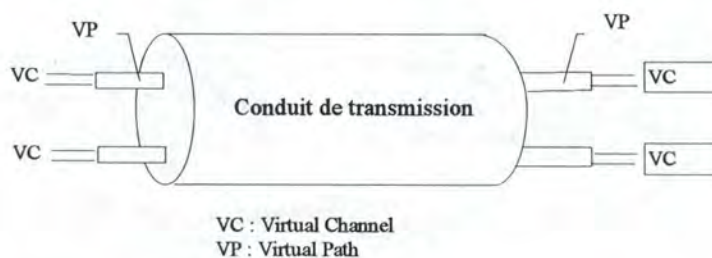 VP
VP
VC
VC
Conduit de transmission
VC
VC
VC : Virtual Channel
VP : Virtual Path